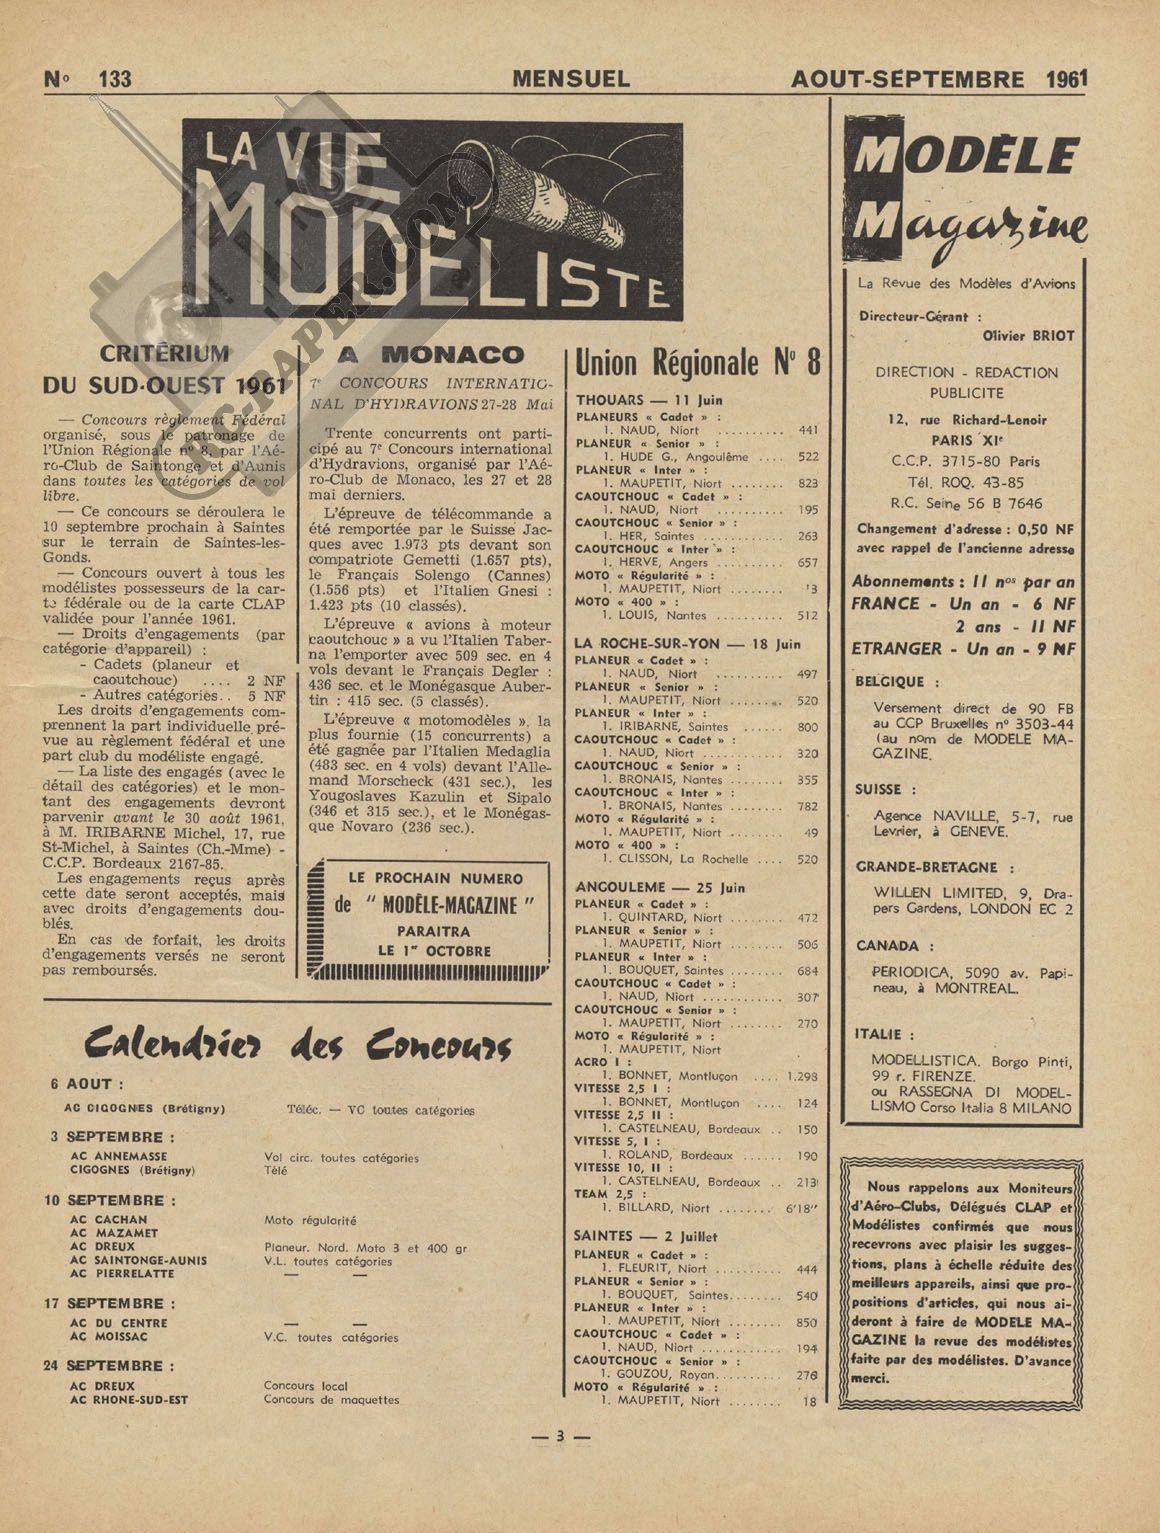 No 133
MENSUEL
AOUT-SEPTEMBRE 1961
LA VIE
MODELISTE
CRITÉRIUM
DU SUD-OUEST 1961
— Concours règlement Fédéral
organisé, sous le patronage de
l'Union Régionale n° 8, par l'Aé-
ro-Club de Saintonge et d'Aunis
dans toutes les catégories de vol
libre.
— Ce concours se déroulera le
10 septembre prochain à Saintes
sur le terrain de Saintes-les-
Gonds.
— Concours ouvert à tous les
modélistes possesseurs de la car-
te fédérale ou de la carte CLAP
validée pour l'année 1961.
— Droits d'engagements (par
catégorie d'appareil) :
- Cadets (planeur et
caoutchouc) .... 2 NF
- Autres catégories.. 5 NF
Les droits d'engagements com-
prennent la part individuelle pré-
vue au règlement fédéral et une
part club du modéliste engagé.
— La liste des engagés (avec le
détail des catégories) et le mon-
tant des engagements devront
parvenir avant le 30 août 1961,
à M. IRIBARNE Michel, 17, rue
St-Michel, à Saintes (Ch.-Mme) -
C.C.P. Bordeaux 2167-85.
Les engagements reçus après
cette date seront acceptés, mais
avec droits d'engagements dou-
blés.
En cas de forfait, les droits
d'engagements versés ne seront
pas remboursés.
A MONACO
7e CONCOURS INTERNATIO-
NAL D'HYDRAVIONS 27-28 Mai
Trente concurrents ont parti-
cipé au 7e Concours international
d'Hydravions, organisé par l'Aé-
ro-Club de Monaco, les 27 et 28
mai derniers.
L'épreuve de télécommande a
été remportée par le Suisse Jac-
ques avec 1.973 pts devant son
compatriote Gemetti (1.657 pts),
le Français Solengo (Cannes)
(1.556 pts) et l'Italien Gnesi :
1.423 pts (10 classés).
L'épreuve « avions à moteur
caoutchouc » a vu l'Italien Taber-
na l'emporter avec 509 sec. en 4
vols devant le Français Degler :
436 sec. et le Monégasque Auber-
tin : 415 sec. (5 classés).
L'épreuve « motomodèles », la
plus fournie (15 concurrents) a
été gagnée par l'Italien Medaglia
(483 sec. en 4 vols) devant l'Alle-
mand Morscheck (431 sec.), les
Yougoslaves Kazulin et Sipalo
(346 et 315 sec.), et le Monégas-
que Novaro (236 sec.).
LE PROCHAIN NUMERO
de " MODÈLE-MAGAZINE "
PARAITRA
LE 1er OCTOBRE
Calendrier des Concours
6 AOUT :
AC CIGOGNES (Brétigny) Téléc. — VC toutes catégories
3 SEPTEMBRE :
AC ANNEMASSE Vol circ. toutes catégories
CIGOGNES (Brétigny) Télé
10 SEPTEMBRE :
AC CACHAN Moto régularité
AC MAZAMET
AC DREUX Planeur. Nord. Moto 3 et 400 gr
AC SAINTONGE-AUNIS V.L. toutes catégories
AC PIERRELATTE — —
17 SEPTEMBRE :
AC DU CENTRE — —
AC MOISSAC V.C. toutes catégories
24 SEPTEMBRE :
AC DREUX Concours local
AC RHONE-SUD-EST Concours de maquettes
Union Régionale No 8
THOUARS — 11 Juin
PLANEURS « Cadet » :
1. NAUD, Niort .......... 441
PLANEUR « Senior » :
1. HUDE G., Angoulême .... 522
PLANEUR « Inter » :
1. MAUPETIT, Niort ........ 823
CAOUTCHOUC « Cadet » :
1. NAUD, Niort .......... 195
CAOUTCHOUC « Senior » :
1. HER, Saintes ............ 263
CAOUTCHOUC « Inter » :
1. HERVE, Angers .......... 657
MOTO « Régularité » :
1. MAUPETIT, Niort ........ 13
MOTO « 400 » :
1. LOUIS, Nantes .......... 512
LA ROCHE-SUR-YON — 18 Juin
PLANEUR « Cadet » :
1. NAUD, Niort .......... 497
PLANEUR « Senior » :
1. MAUPETIT, Niort ........ 520
PLANEUR « Inter » :
1. IRIBARNE, Saintes ...... 800
CAOUTCHOUC « Cadet » :
1. NAUD, Niort ............ 320
CAOUTCHOUC « Senior » :
1. BRONAIS, Nantes ........ 355
CAOUTCHOUC « Inter » :
1. BRONAIS, Nantes ........ 782
MOTO « Régularité » :
1. MAUPETIT, Niort ........ 49
MOTO « 400 » :
1. CLISSON, La Rochelle .... 520
ANGOULEME — 25 Juin
PLANEUR « Cadet » :
1. QUINTARD, Niort ........ 472
PLANEUR « Senior » :
1. MAUPETIT, Niort ........ 506
PLANEUR « Inter » :
1. BOUQUET, Saintes ........ 684
CAOUTCHOUC « Cadet » :
1. NAUD, Niort ............ 307
CAOUTCHOUC « Senior » :
1. MAUPETIT, Niort ........ 270
MOTO « Régularité » :
1. MAUPETIT, Niort
ACRO I :
1. BONNET, Montluçon .... 1.298
VITESSE 2,5 I :
1. BONNET, Montluçon .... 124
VITESSE 2,5 II :
1. CASTELNEAU, Bordeaux .. 150
VITESSE 5, I :
1. ROLAND, Bordeaux ...... 190
VITESSE 10, II :
1. CASTELNEAU, Bordeaux .. 213
TEAM 2,5 :
1. BILLARD, Niort ........ 6'18"
SAINTES — 2 Juillet
PLANEUR « Cadet » :
1. FLEURIT, Niort .......... 444
PLANEUR « Senior » :
1. BOUQUET, Saintes........ 540
PLANEUR « Inter » :
1. MAUPETIT, Niort ........ 850
CAOUTCHOUC « Cadet » :
1. NAUD, Niort ............ 194
CAOUTCHOUC « Senior » :
1. GOUZOU, Royan.......... 276
MOTO « Régularité » :
1. MAUPETIT, Niort ........ 18
MODÈLE
Magazine
La Revue des Modèles d'Avions
Directeur-Gérant :
Olivier BRIOT
DIRECTION - REDACTION
PUBLICITE
12, rue Richard-Lenoir
PARIS XIe
C.C.P. 3715-80 Paris
Tél. ROQ. 43-85
R.C. Seine 56 B 7646
Changement d'adresse : 0,50 NF
avec rappel de l'ancienne adresse
Abonnements : 11 nos par an
FRANCE - Un an - 6 NF
2 ans - 11 NF
ETRANGER - Un an - 9 NF
BELGIQUE :
Versement direct de 90 FB
au CCP Bruxelles n° 3503-44
(au nom de MODELE MA-
GAZINE.
SUISSE :
Agence NAVILLE, 5-7, rue
Levrier, à GENEVE.
GRANDE-BRETAGNE :
WILLEN LIMITED, 9, Dra-
pers Gardens, LONDON EC 2
CANADA :
PERIODICA, 5090 av. Papi-
neau, à MONTREAL.
ITALIE :
MODELLISTICA. Borgo Pinti,
99 r. FIRENZE.
ou RASSEGNA DI MODEL-
LISMO Corso Italia 8 MILANO
Nous rappelons aux Moniteurs
d'Aéro-Clubs, Délégués CLAP et
Modélistes confirmés que nous
recevrons avec plaisir les sugges-
tions, plans à échelle réduite des
meilleurs appareils, ainsi que pro-
positions d'articles, qui nous ai-
deront à faire de MODELE MA-
GAZINE la revue des modélistes
faite par des modélistes. D'avance
merci.
— 3 —
RC-PAPER.COM